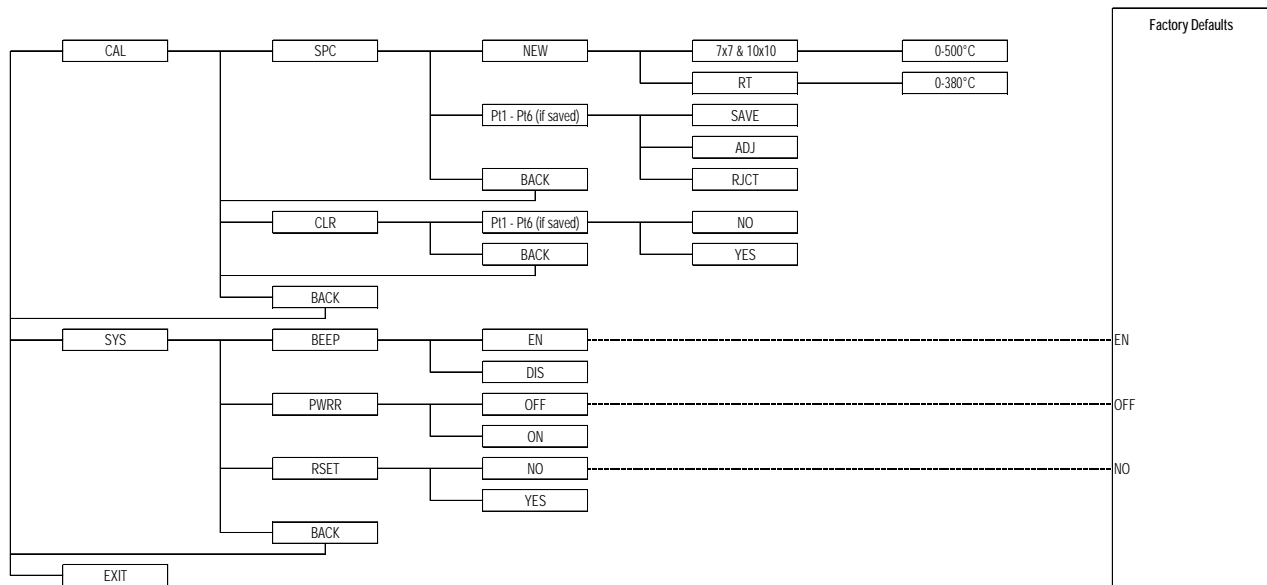 Factory Defaults
CAL
SPC
NEW
7x7 & 10x10
0-500°C
RT
0-380°C
Pt1 - Pt6 (if saved)
SAVE
ADJ
RJCT
BACK
CLR
Pt1 - Pt6 (if saved)
NO
BACK
YES
BACK
SYS
BEEP
EN
EN
DIS
PWRR
OFF
OFF
ON
RSET
NO
NO
YES
BACK
EXIT